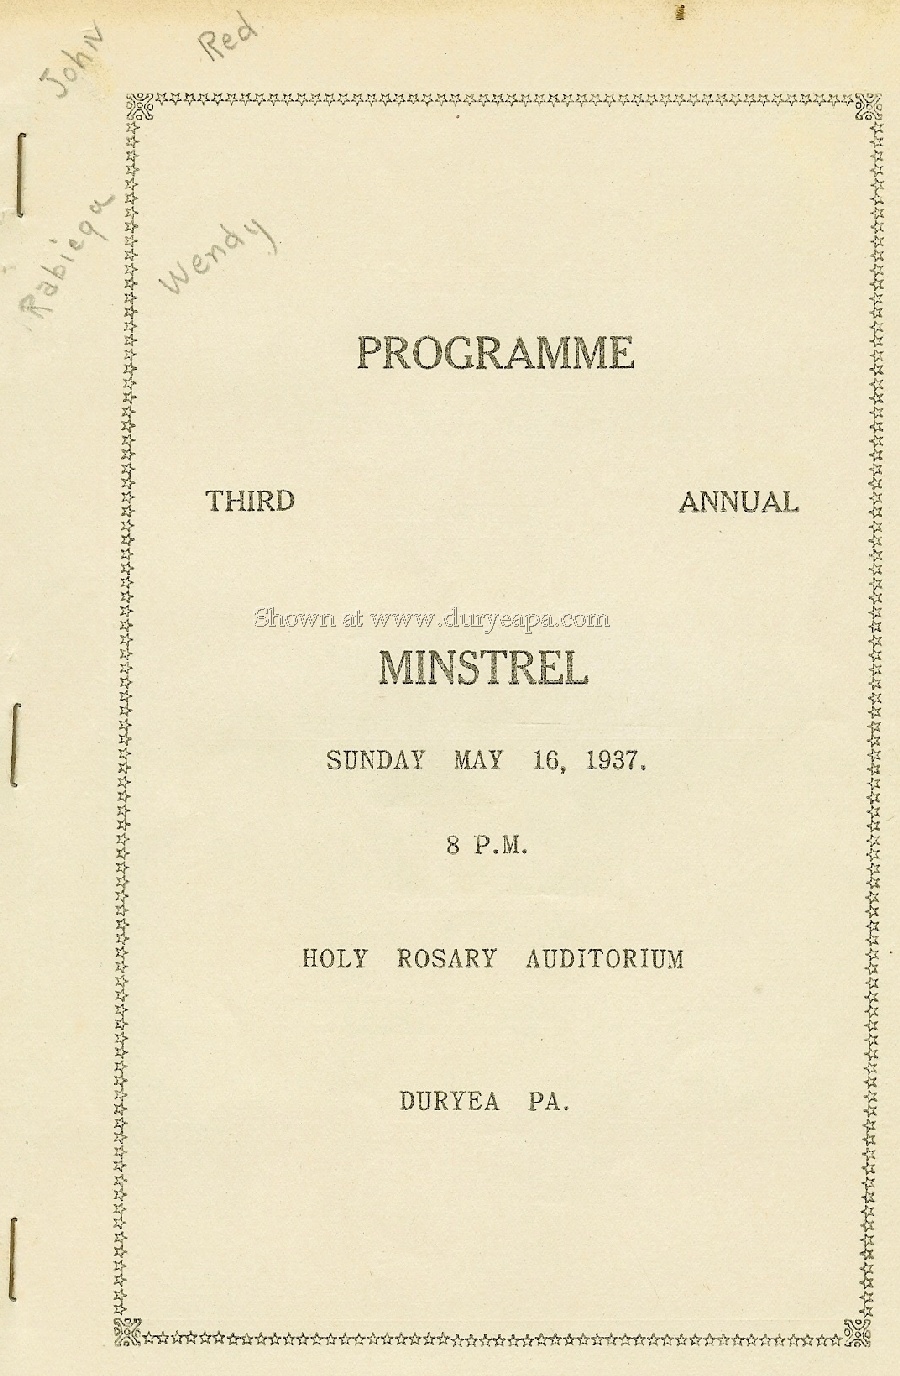 John Red
Rabiega Wendy
PROGRAMME
THIRD ANNUAL
Shown at www.duryeapa.com
MINSTREL
SUNDAY MAY 16, 1937.
8 P.M.
HOLY ROSARY AUDITORIUM
DURYEA PA.